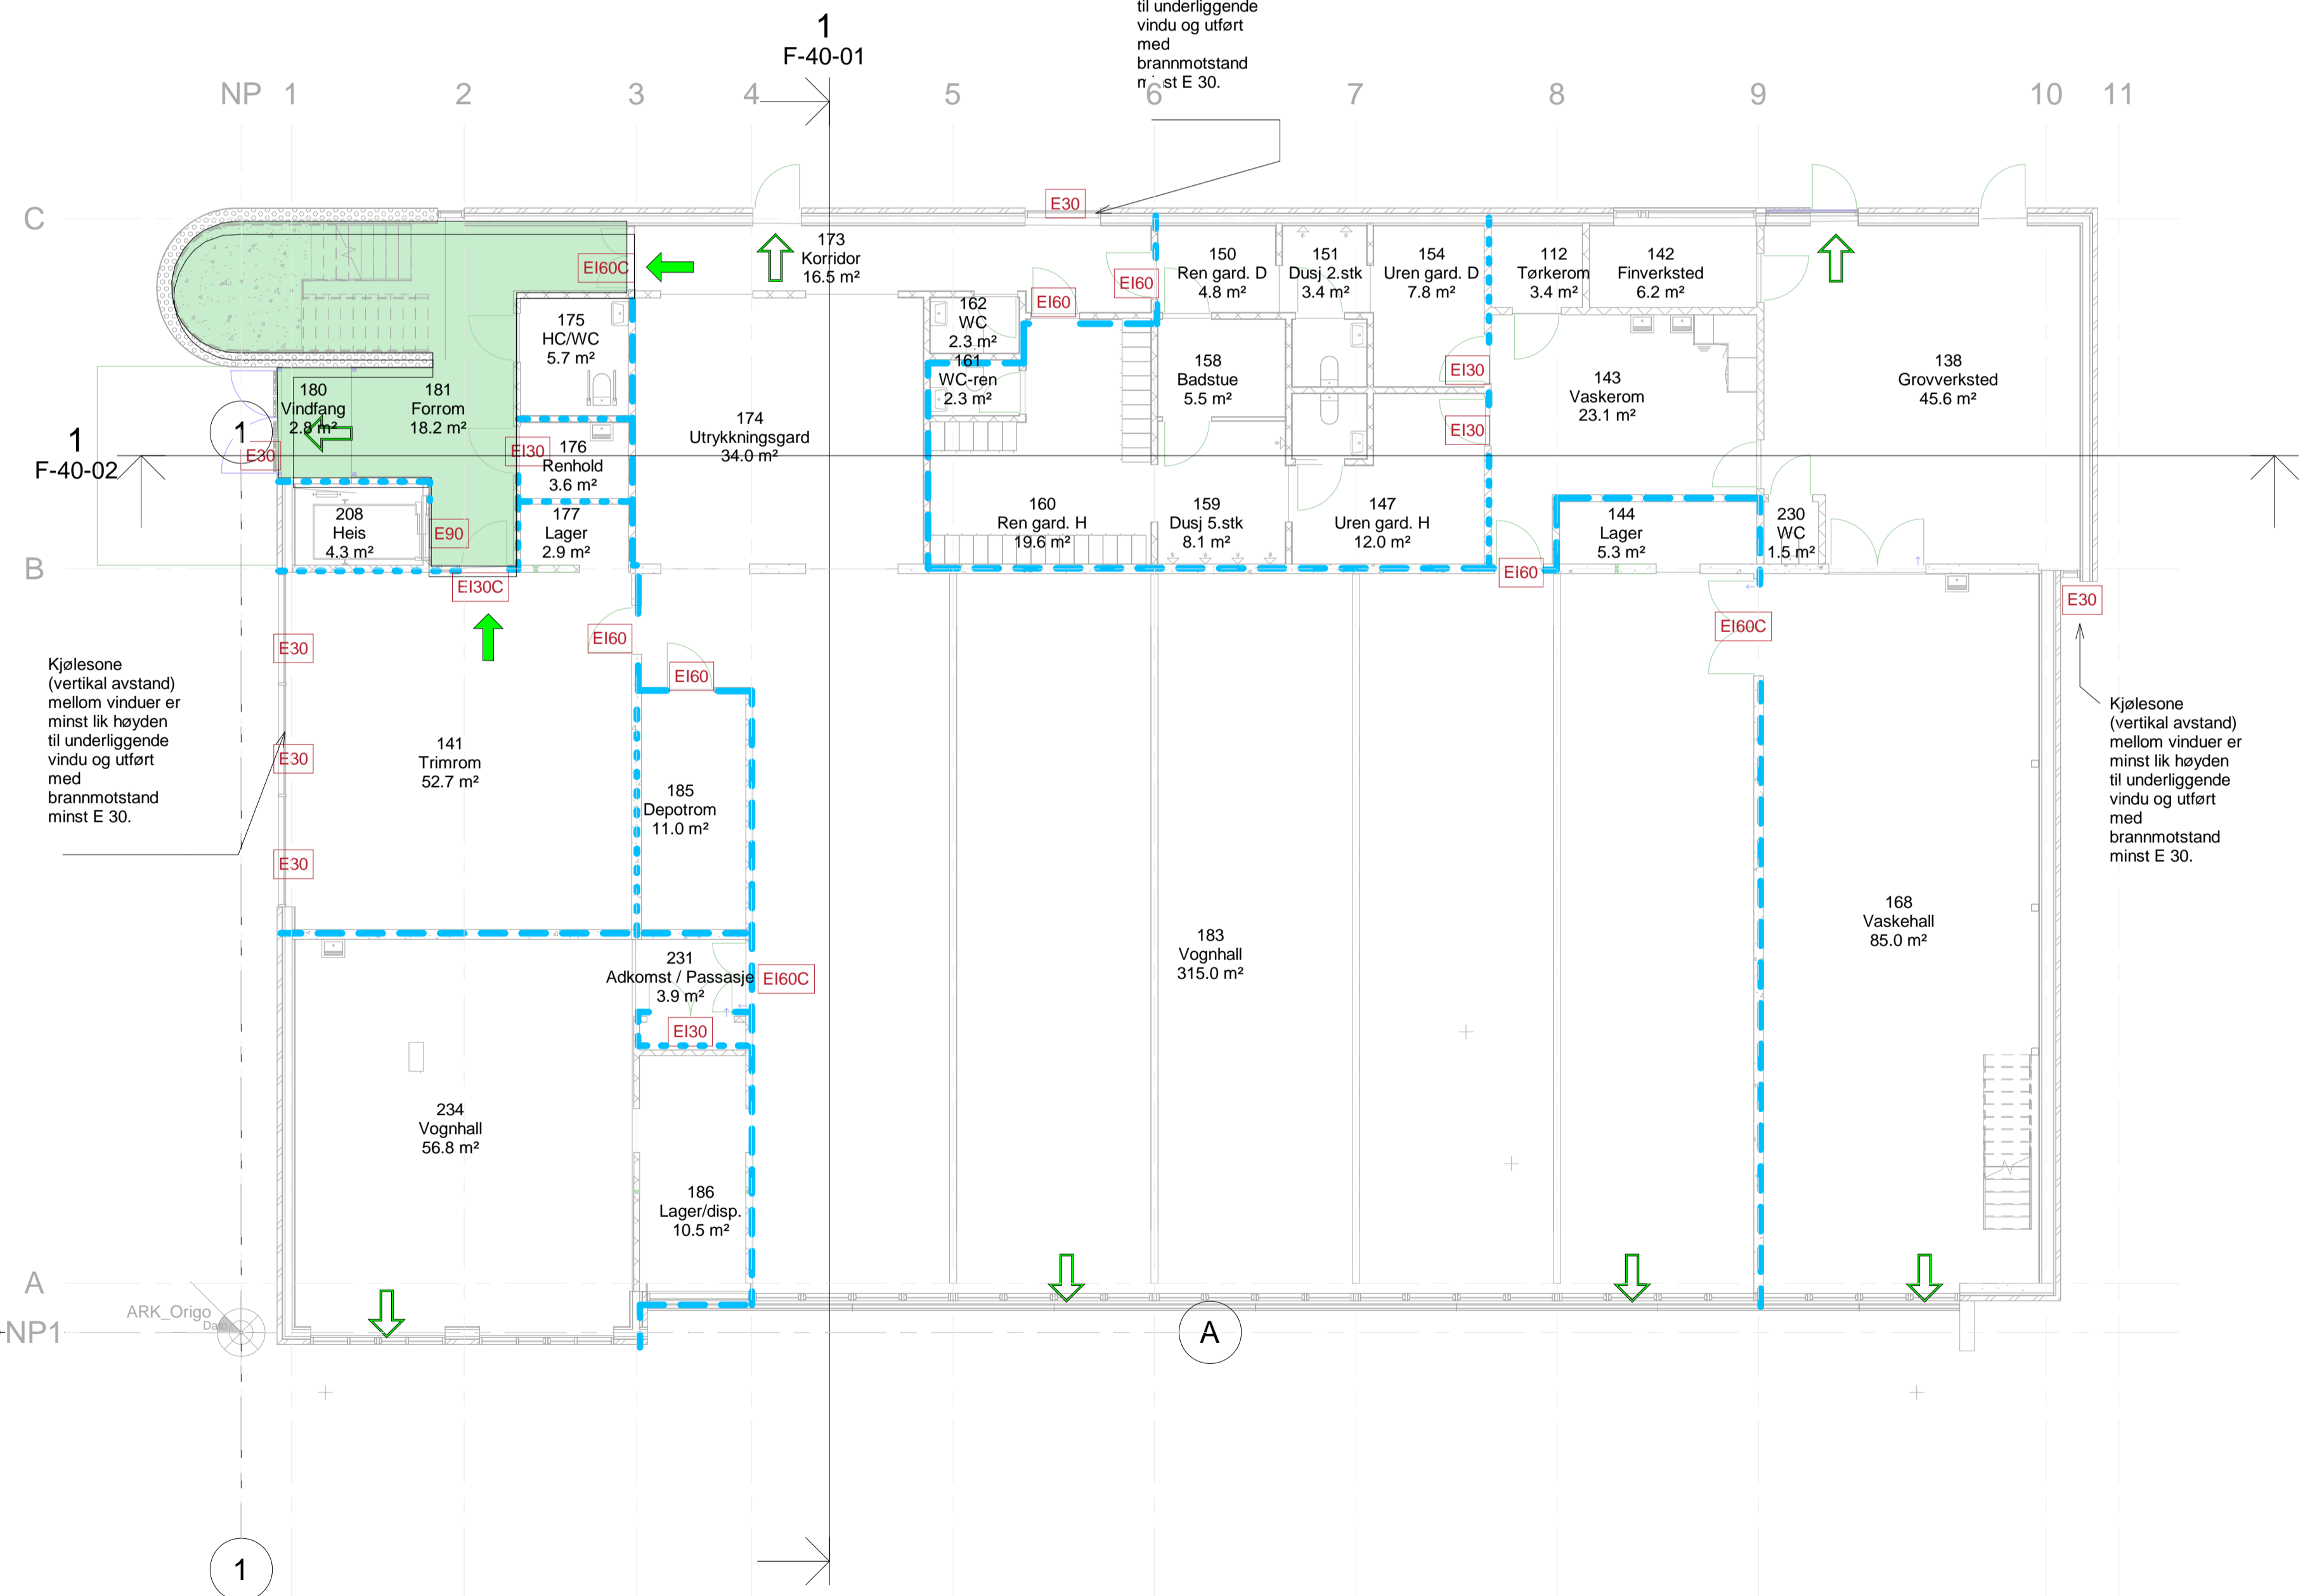 til underliggende
vindu og utført
med
brannmotstand
minst E 30.
1
F-40-01
NP 1 2 3 4 5 6 7 8 9 10 11
C
E30
EI60C
173
Korridor
16.5 m²
EI60
EI60
150
Ren gard. D
4.8 m²
151
Dusj 2.stk
3.4 m²
154
Uren gard. D
7.8 m²
112
Tørkerom
3.4 m²
142
Finverksted
6.2 m²
175
HC/WC
5.7 m²
162
WC
2.3 m²
161
WC-ren
2.3 m²
158
Badstue
5.5 m²
EI30
143
Vaskerom
23.1 m²
138
Grovverksted
45.6 m²
180
Vindfang
2.8 m²
181
Forrom
18.2 m²
1
1
F-40-02
E30
EI30
176
Renhold
3.6 m²
174
Utrykkningsgard
34.0 m²
EI30
208
Heis
4.3 m²
E90
177
Lager
2.9 m²
160
Ren gard. H
19.6 m²
159
Dusj 5.stk
8.1 m²
147
Uren gard. H
12.0 m²
144
Lager
5.3 m²
230
WC
1.5 m²
B
EI30C
EI60
E30
EI60
EI60C
E30
EI60
Kjølesone
(vertikal avstand)
mellom vinduer er
minst lik høyden
til underliggende
vindu og utført
med
brannmotstand
minst E 30.
E30
E30
141
Trimrom
52.7 m²
185
Depotrom
11.0 m²
Kjølesone
(vertikal avstand)
mellom vinduer er
minst lik høyden
til underliggende
vindu og utført
med
brannmotstand
minst E 30.
183
Vognhall
315.0 m²
168
Vaskehall
85.0 m²
231
Adkomst / Passasje
3.9 m²
EI60C
EI30
234
Vognhall
56.8 m²
186
Lager/disp.
10.5 m²
A
ARK_Origo
NP1
A
1